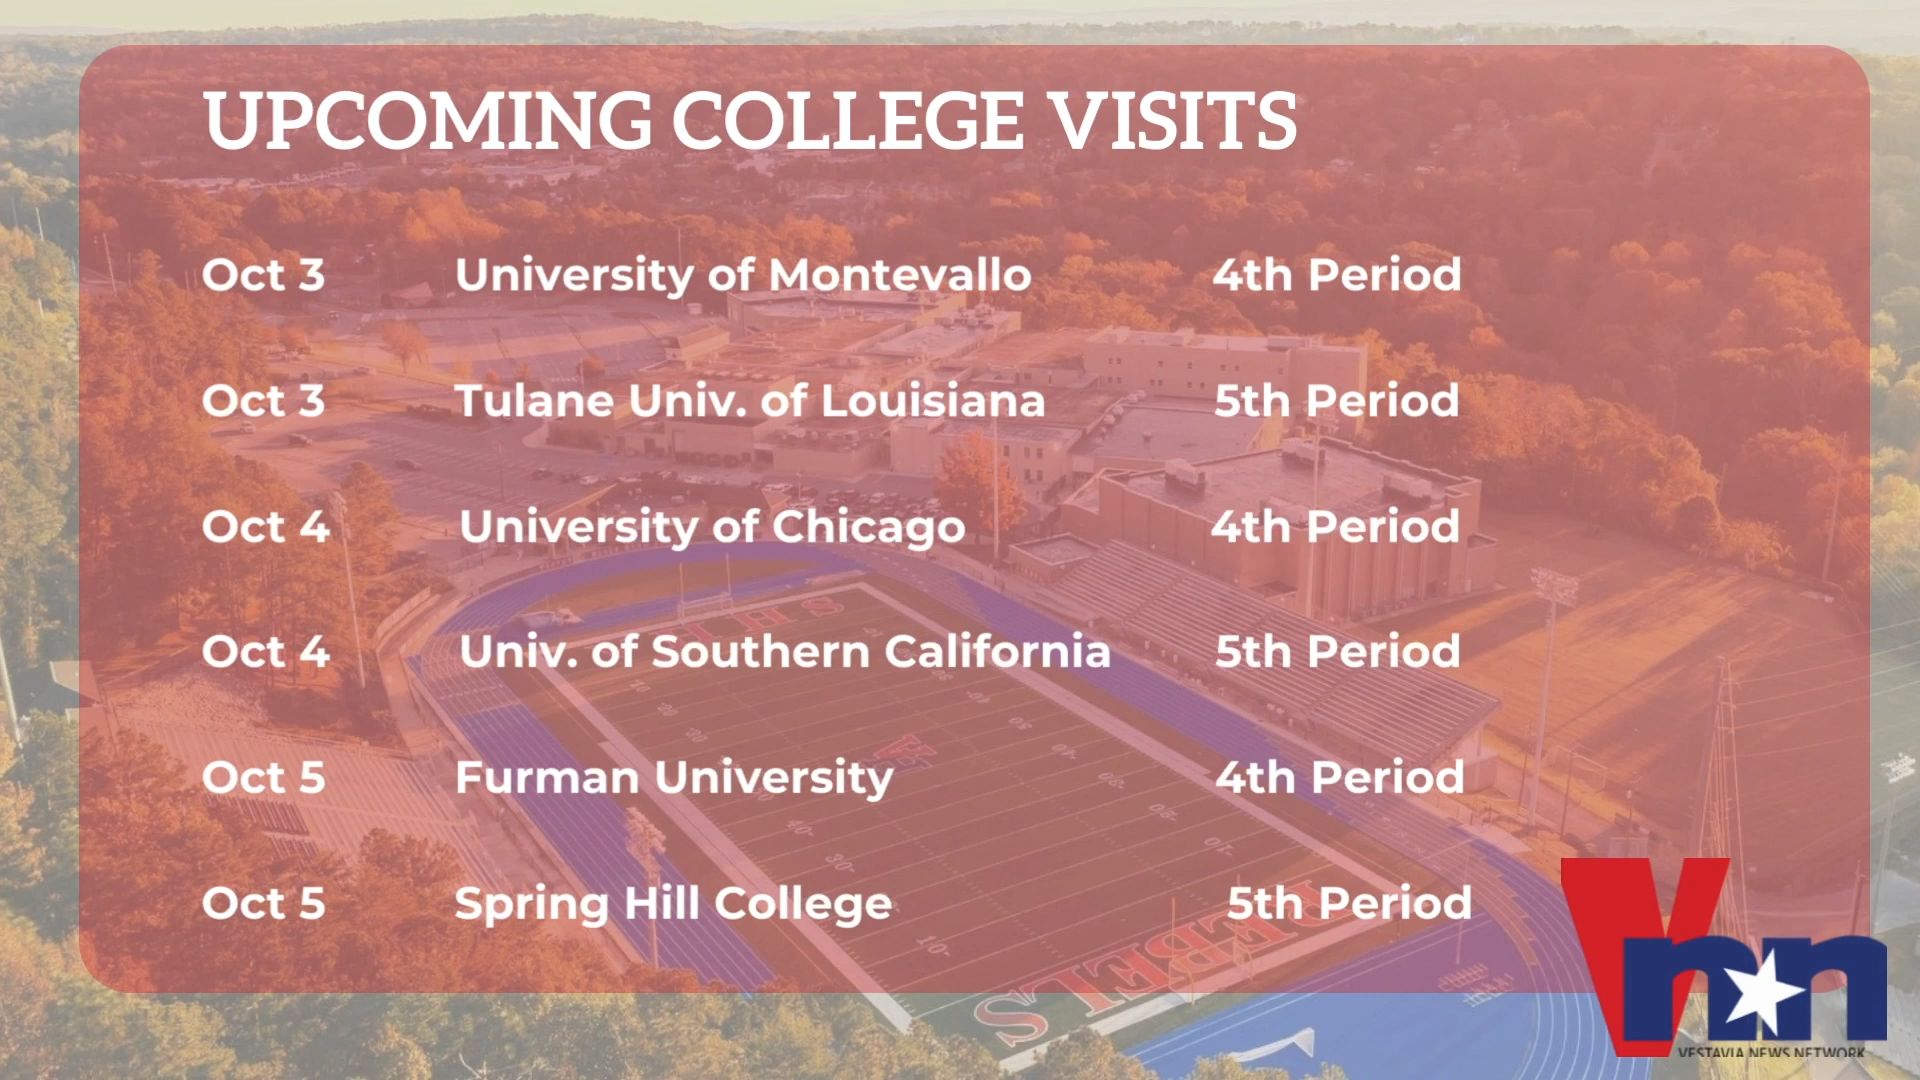 UPCOMING COLLEGE VISITS
Oct 3 University of Montevallo 4th Period
Oct 3 Tulane Univ. of Louisiana 5th Period
Oct 4 University of Chicago 4th Period
Oct 4 Univ. of Southern California 5th Period
Oct 5 Furman University 4th Period
Oct 5 Spring Hill College 5th Period
REBELS
Vnn
VESTAVIA NEWS NETWORK